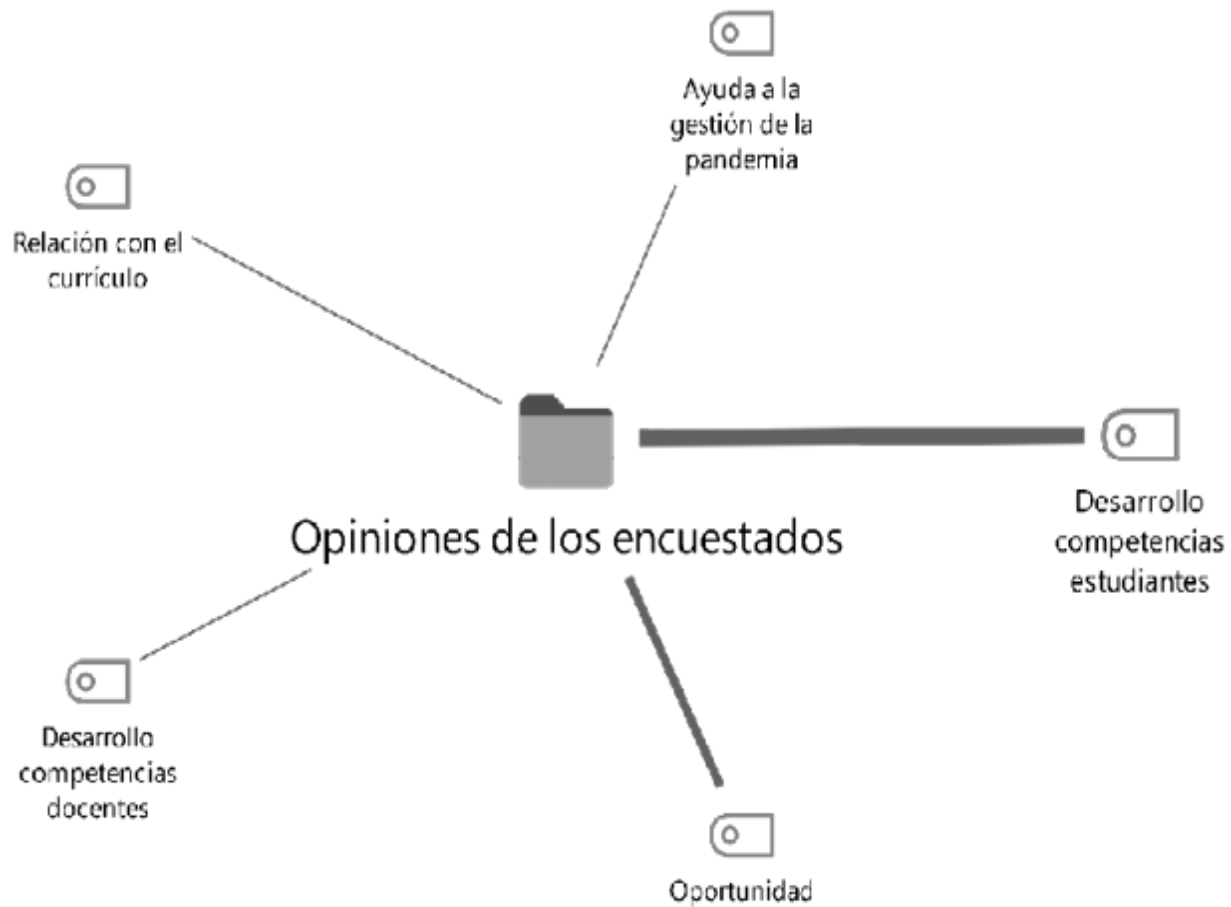 Ayuda a la
gestión de la
pandemia
Relación con el
currículo
Desarrollo
competencias
estudiantes
Opiniones de los encuestados
Desarrollo
competencias
docentes
Oportunidad